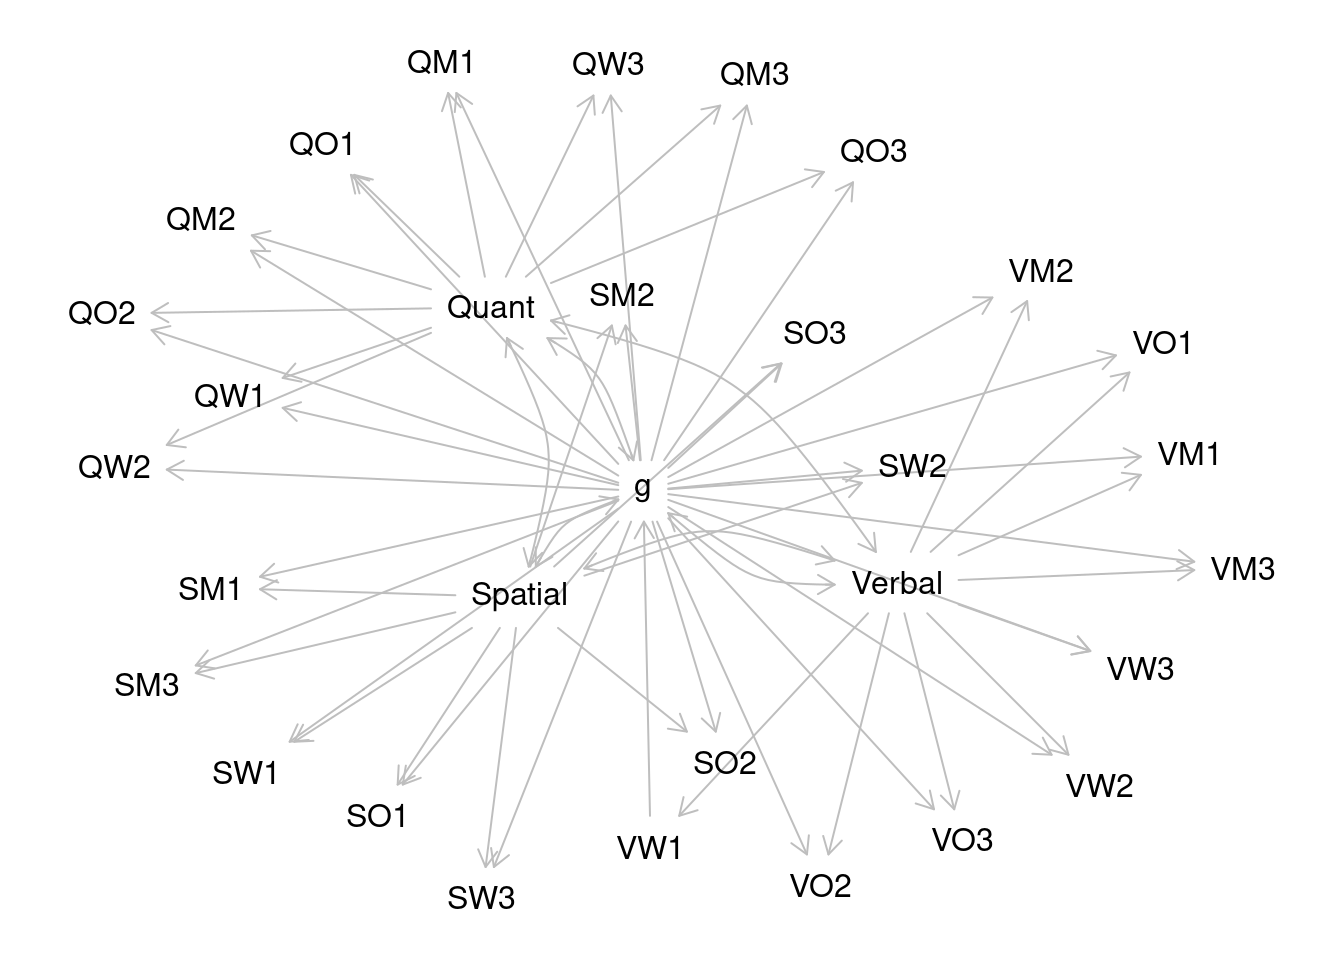 QM1
QW3
QM3
QO1
QO3
QM2
VM2
SM2
Quant
QO2
SO3
VO1
QW1
VM1
QW2
SW2
g
VM3
Verbal
SM1
Spatial
VW3
SM3
SO2
SW1
VW2
SO1
VO3
VW1
VO2
SW3